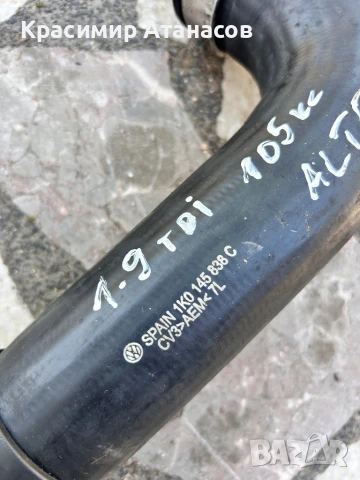 Красимир Атанасов
1.9 TDi 105кс
ALT
SPAIN 1K0 145 838 C
CV3>AEM< 7L
BAZAR